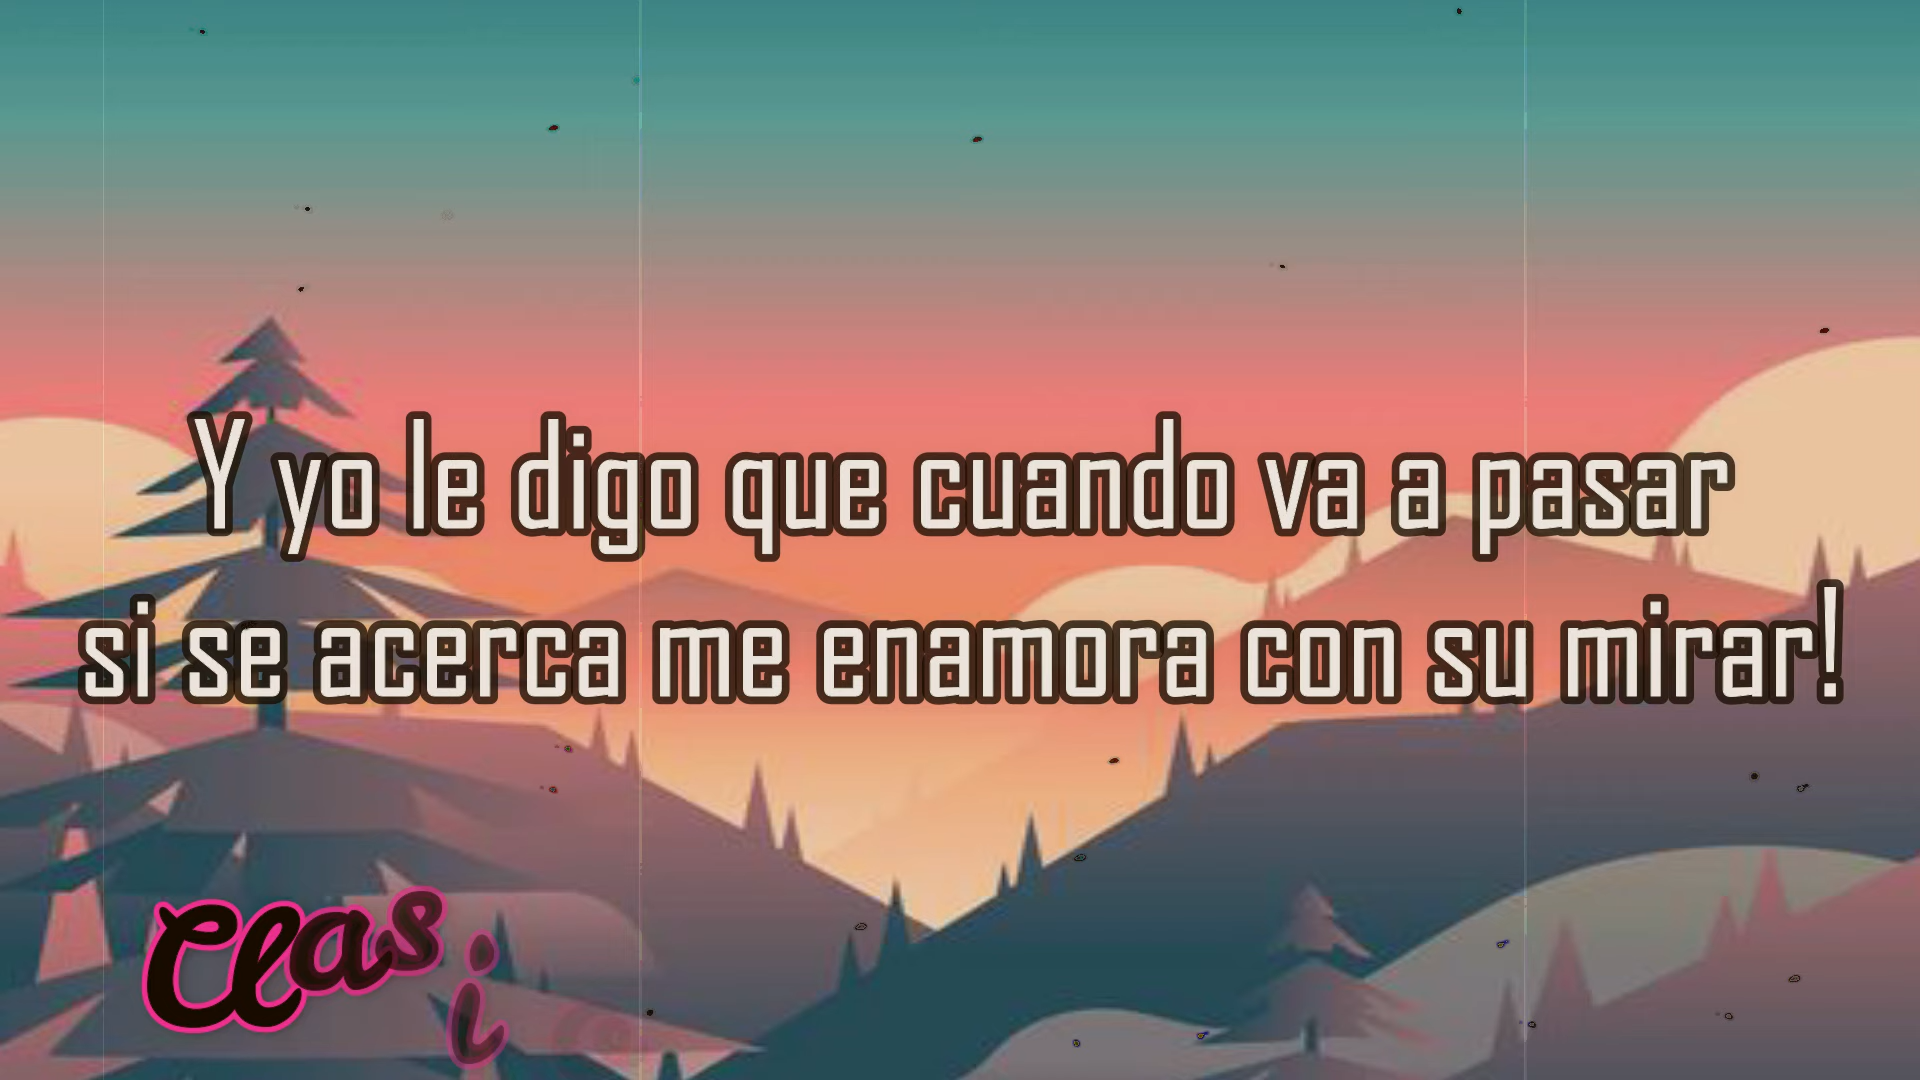 Y yo le digo que cuando va a pasar
si se acerca me enamora con su mirar!
Clasi